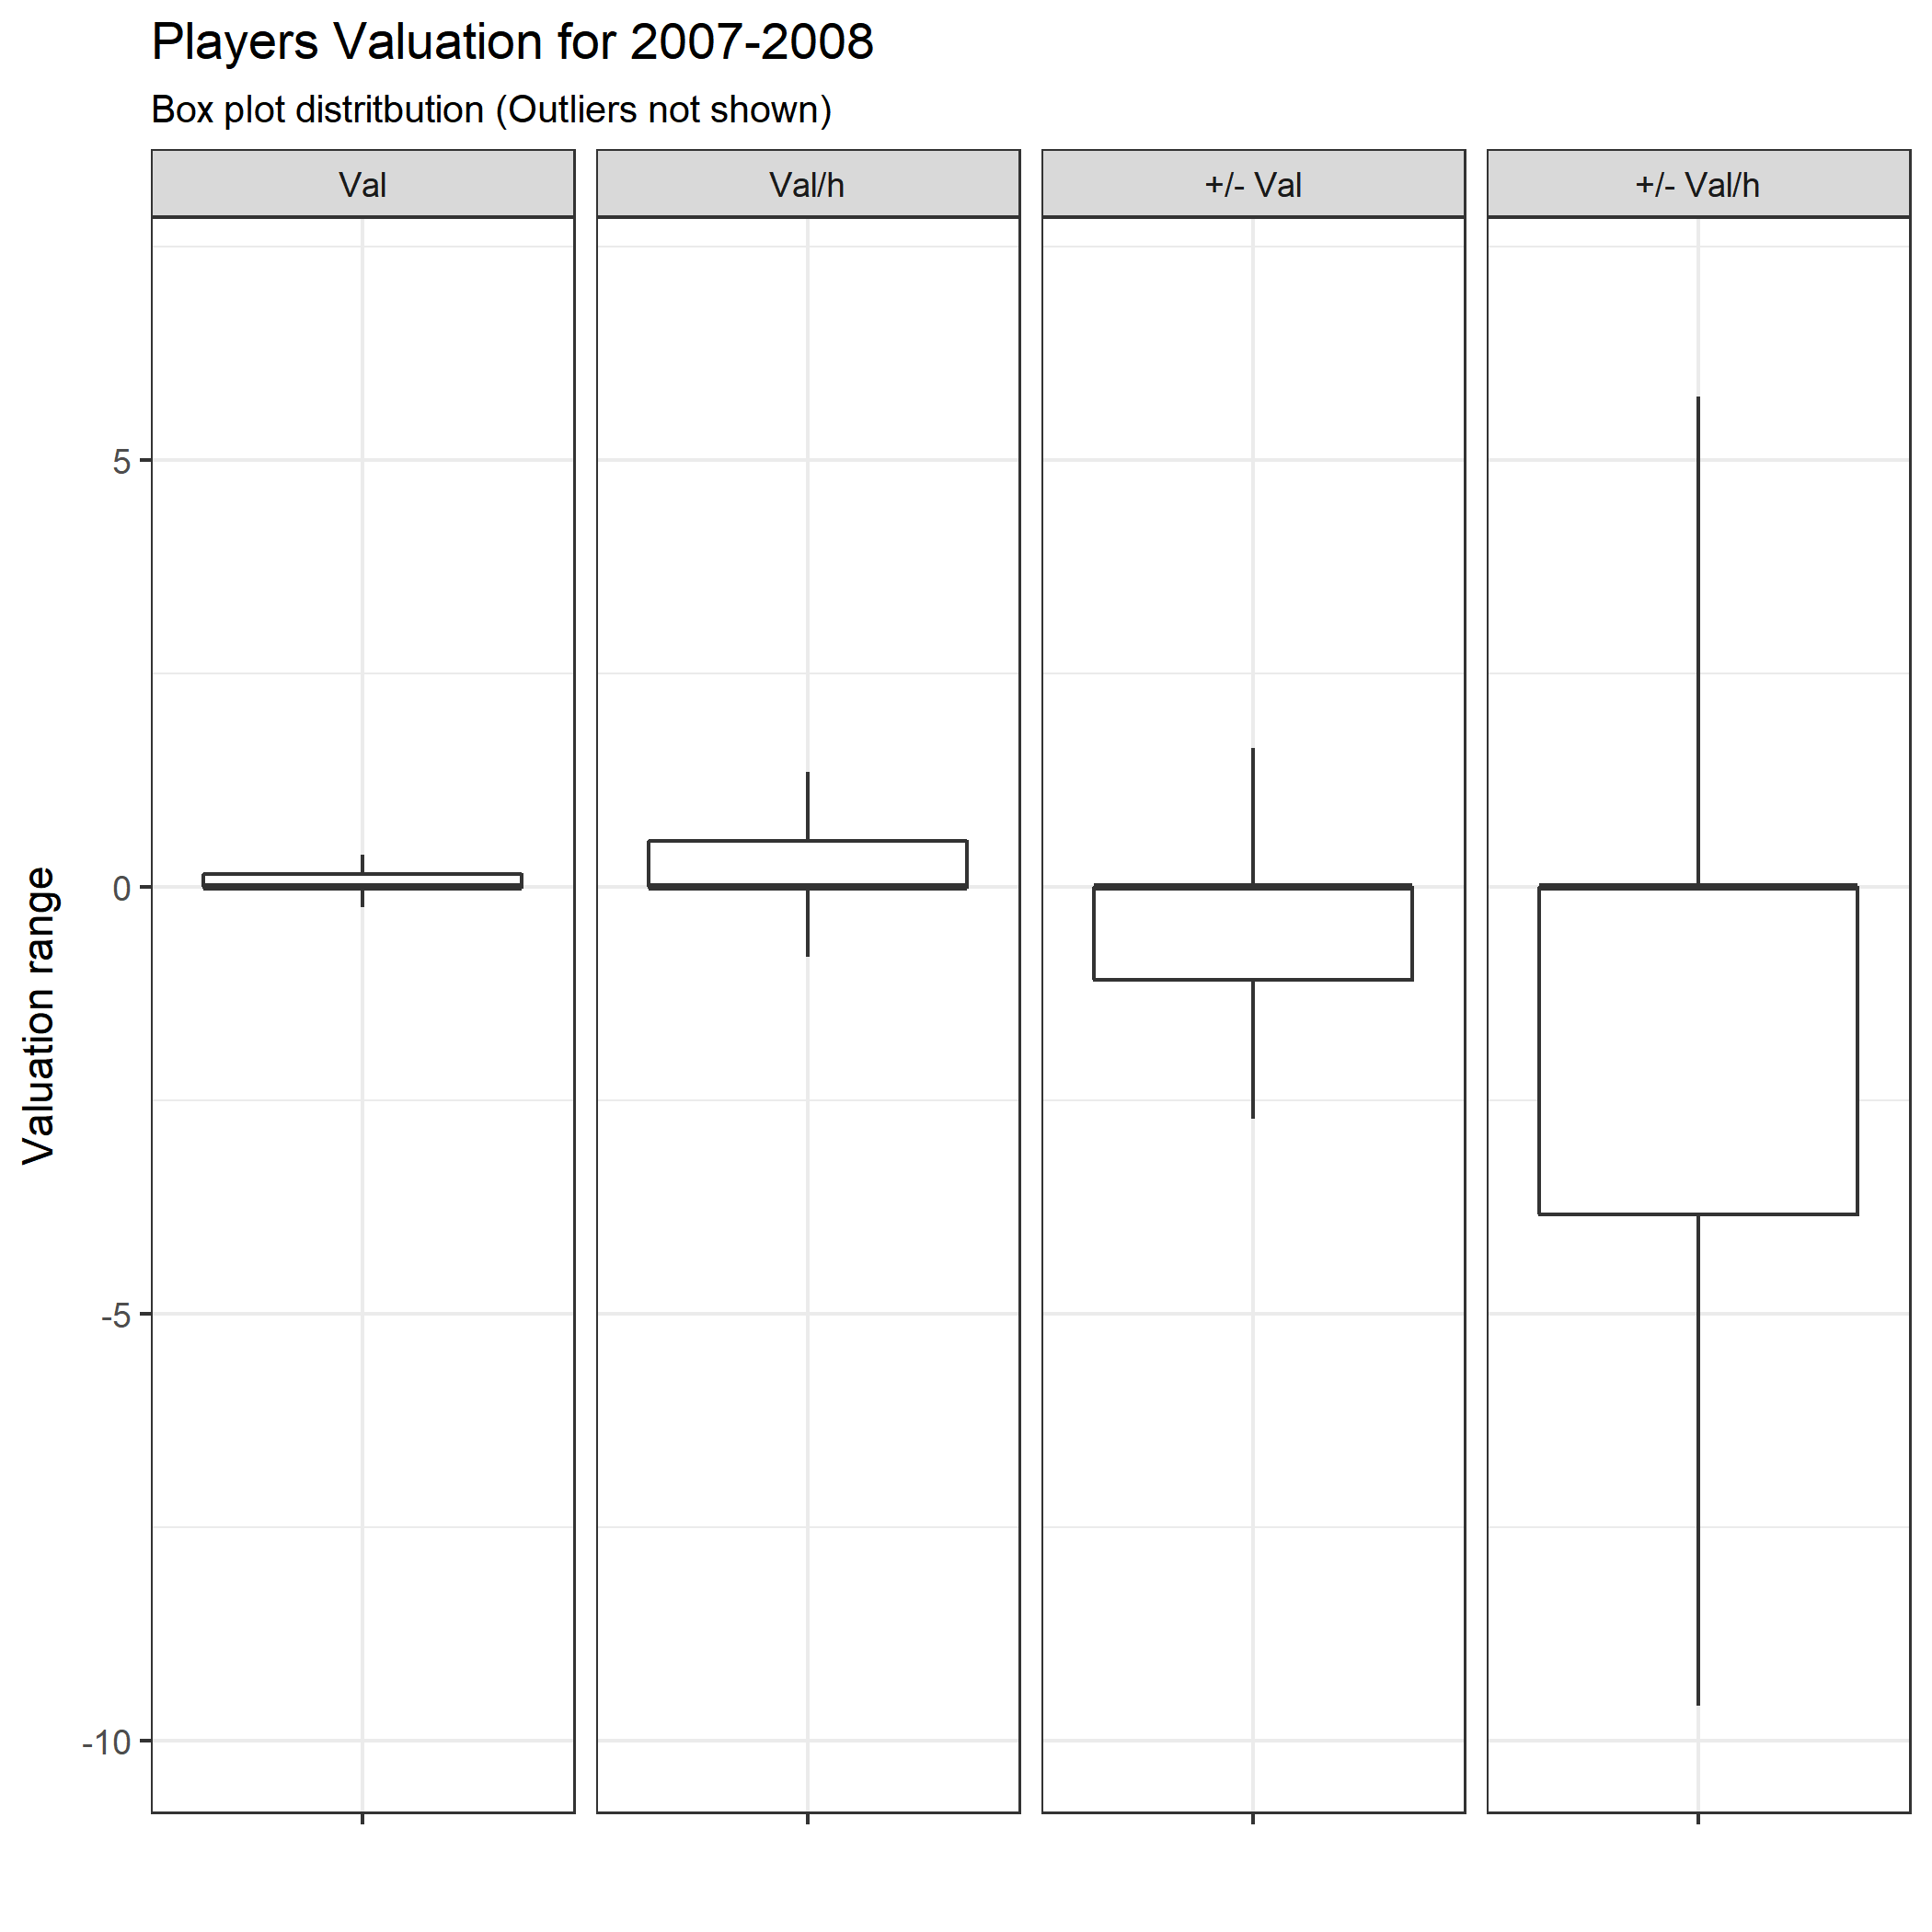 Players Valuation for 2007-2008
Box plot distritbution (Outliers not shown)
Val
Val/h
+/- Val
+/- Val/h
5
0
-5
-10
Valuation range